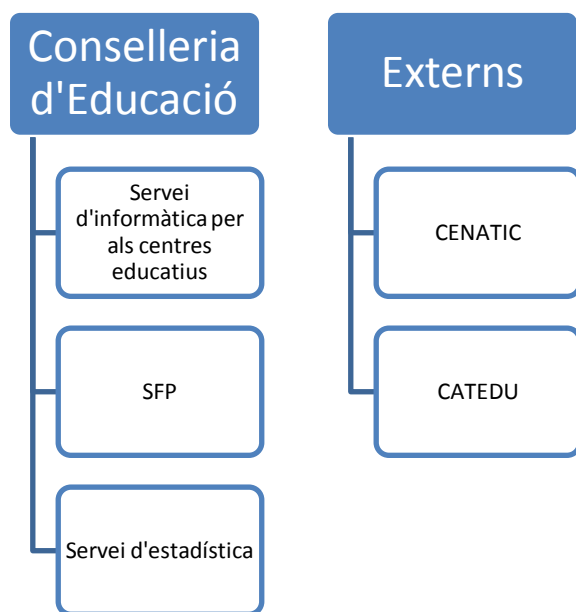 Conselleria
d'Educació
Servei
d'informàtica per
als centres
educatius
SFP
Servei d'estadística
Externs
CENATIC
CATEDU